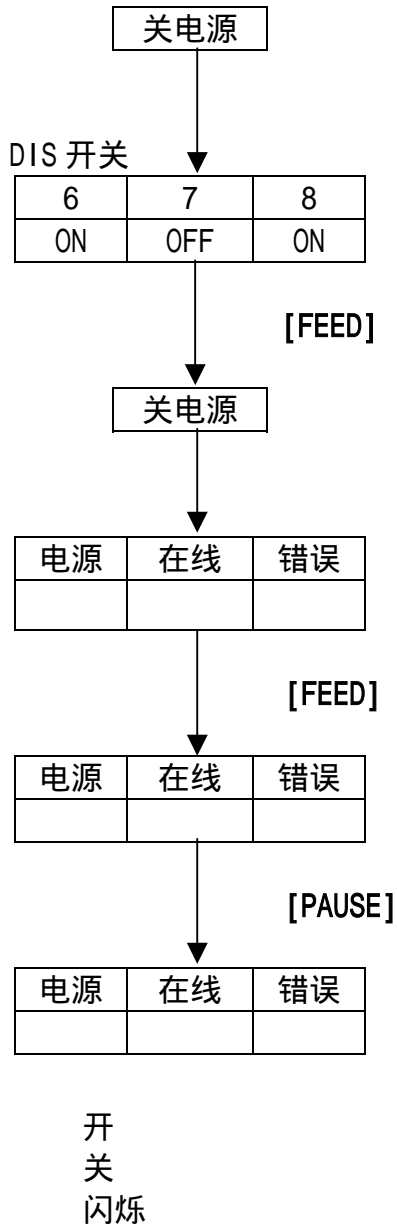 关电源
DIS 开关
6 7 8
ON OFF ON
[FEED]
关电源
电源 在线 错误
[FEED]
电源 在线 错误
[PAUSE]
电源 在线 错误
开
关
闪烁